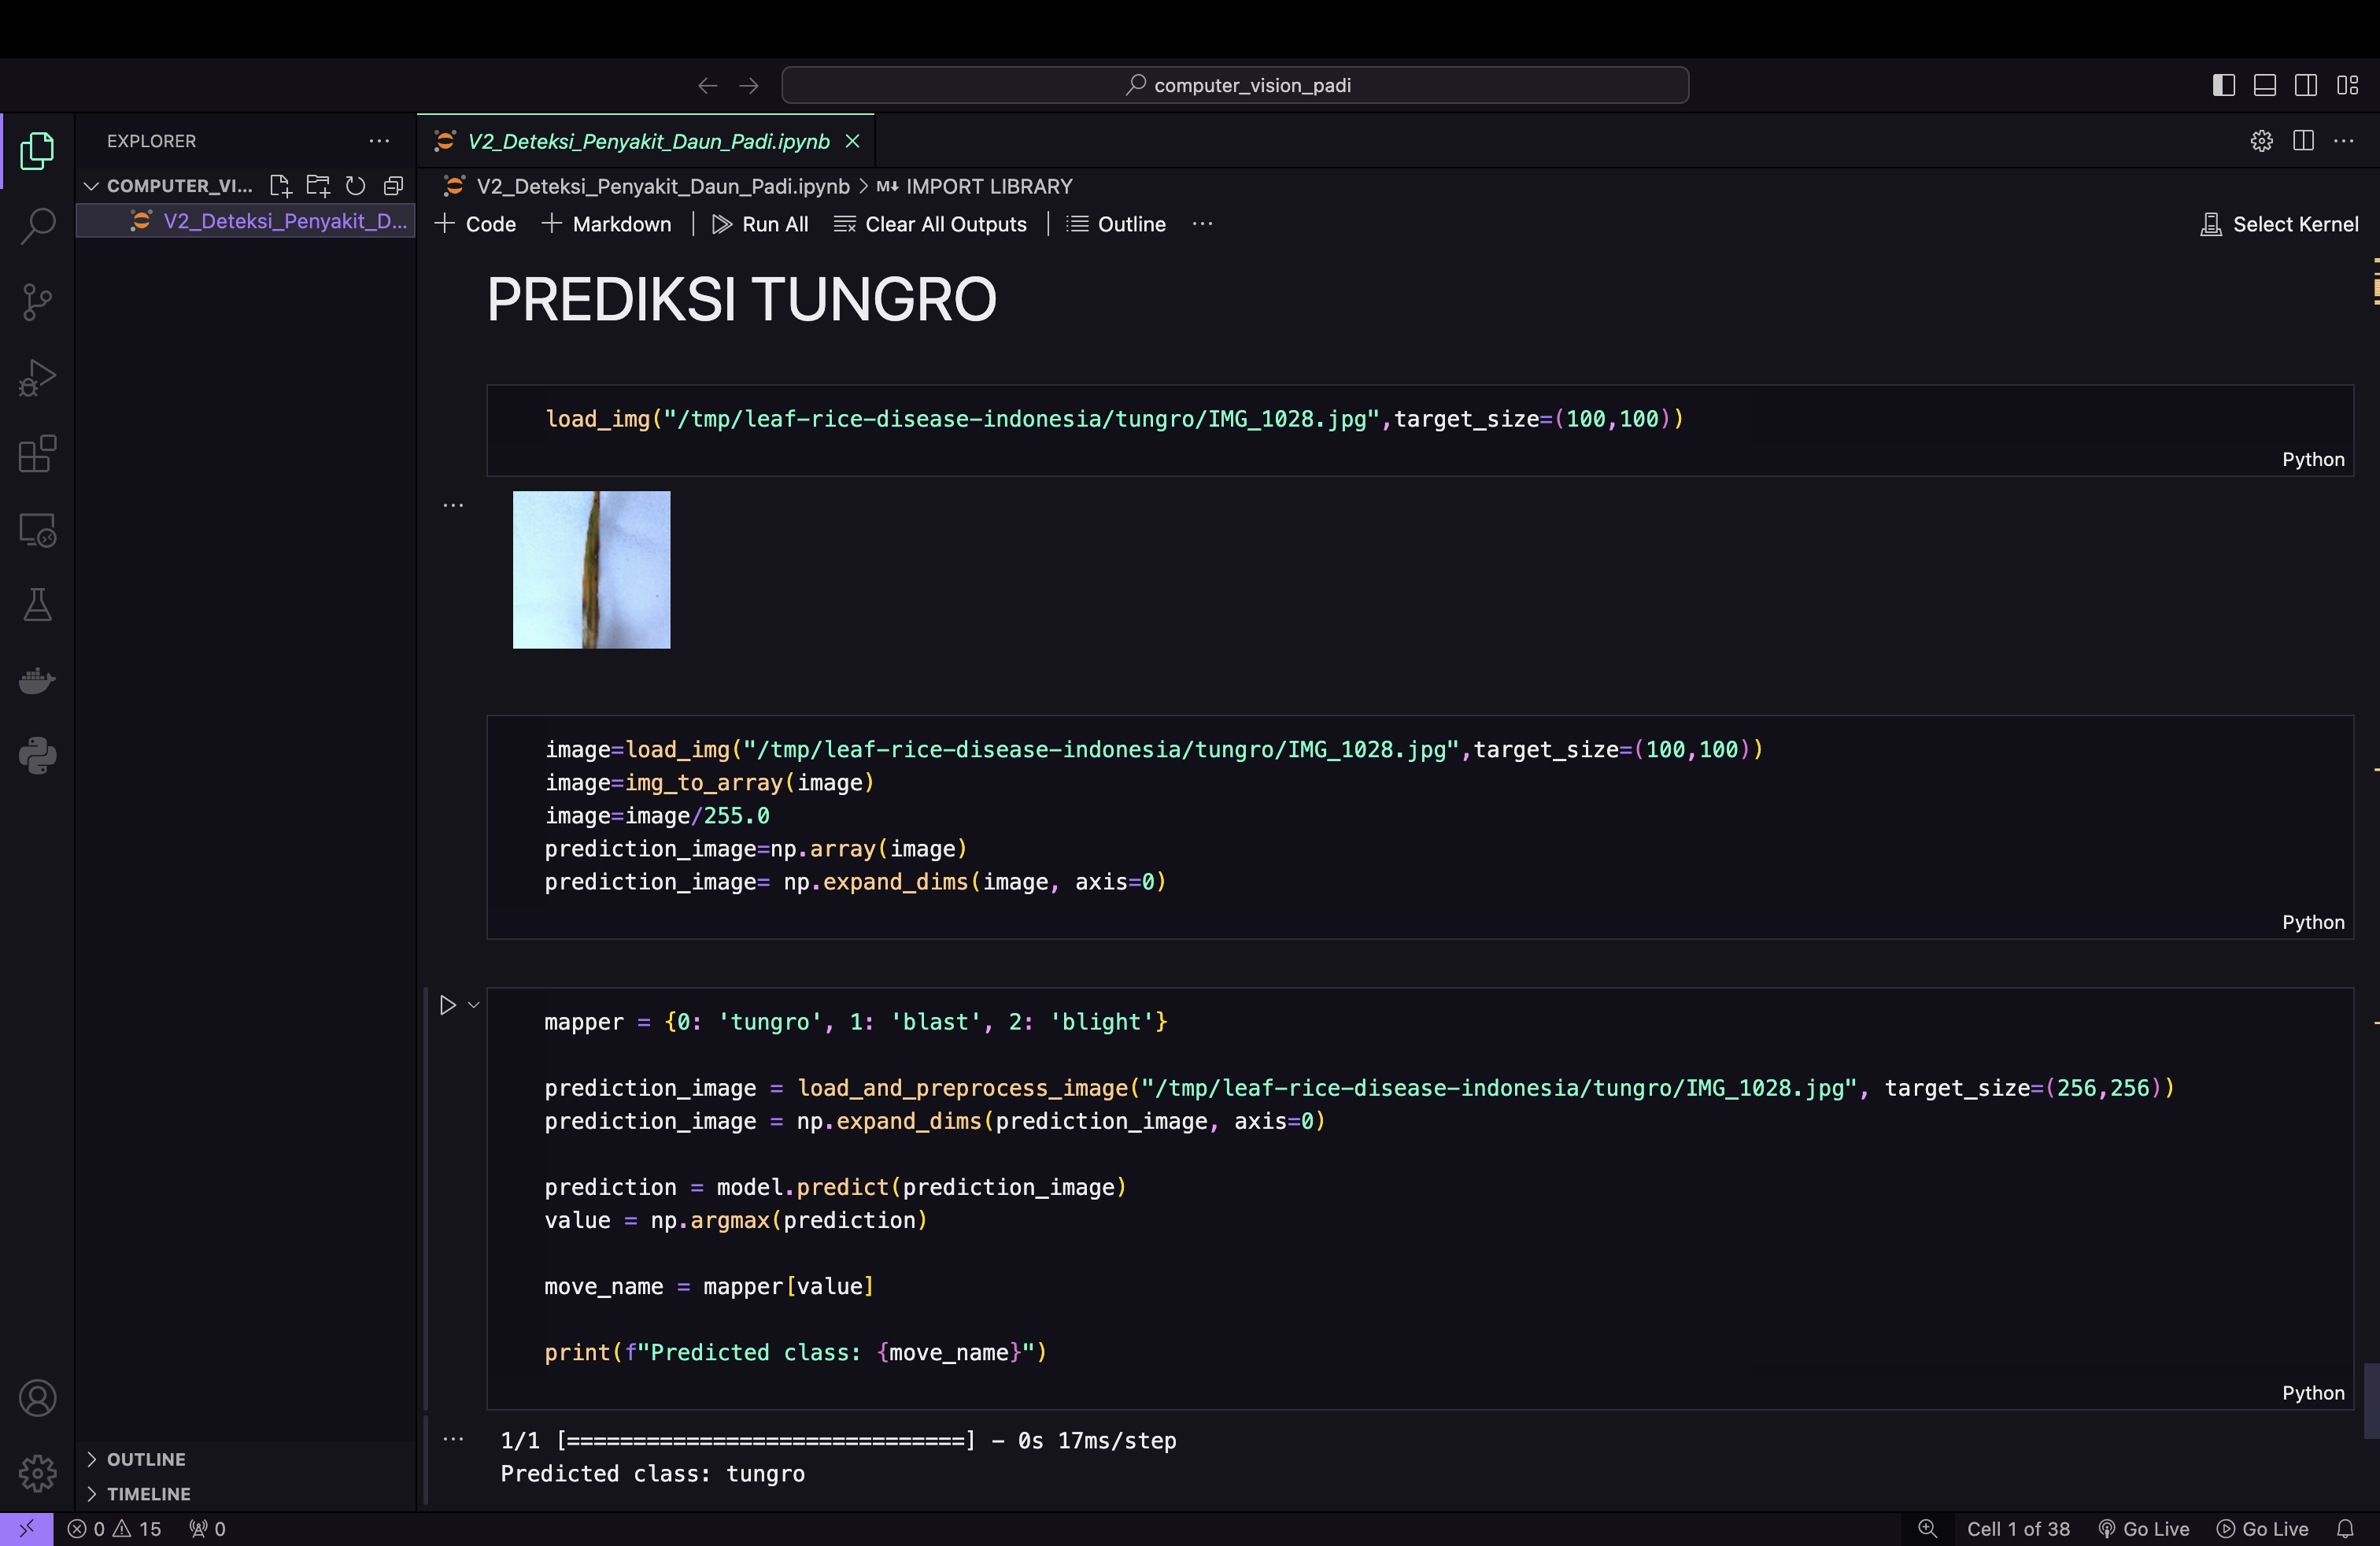 computer_vision_padi
EXPLORER
COMPUTER_VI...
V2_Deteksi_Penyakit_D...
OUTLINE
TIMELINE
V2_Deteksi_Penyakit_Daun_Padi.ipynb
V2_Deteksi_Penyakit_Daun_Padi.ipynb > M↓ IMPORT LIBRARY
+ Code + Markdown | Run All Clear All Outputs | Outline ...
Select Kernel
PREDIKSI TUNGRO
load_img("/tmp/leaf-rice-disease-indonesia/tungro/IMG_1028.jpg",target_size=(100,100))
Python
image=load_img("/tmp/leaf-rice-disease-indonesia/tungro/IMG_1028.jpg",target_size=(100,100))
image=img_to_array(image)
image=image/255.0
prediction_image=np.array(image)
prediction_image= np.expand_dims(image, axis=0)
Python
mapper = {0: 'tungro', 1: 'blast', 2: 'blight'}
prediction_image = load_and_preprocess_image("/tmp/leaf-rice-disease-indonesia/tungro/IMG_1028.jpg", target_size=(256,256))
prediction_image = np.expand_dims(prediction_image, axis=0)
prediction = model.predict(prediction_image)
value = np.argmax(prediction)
move_name = mapper[value]
print(f"Predicted class: {move_name}")
Python
1/1 [==============================] - 0s 17ms/step
Predicted class: tungro
0 15 0
Cell 1 of 38 Go Live Go Live